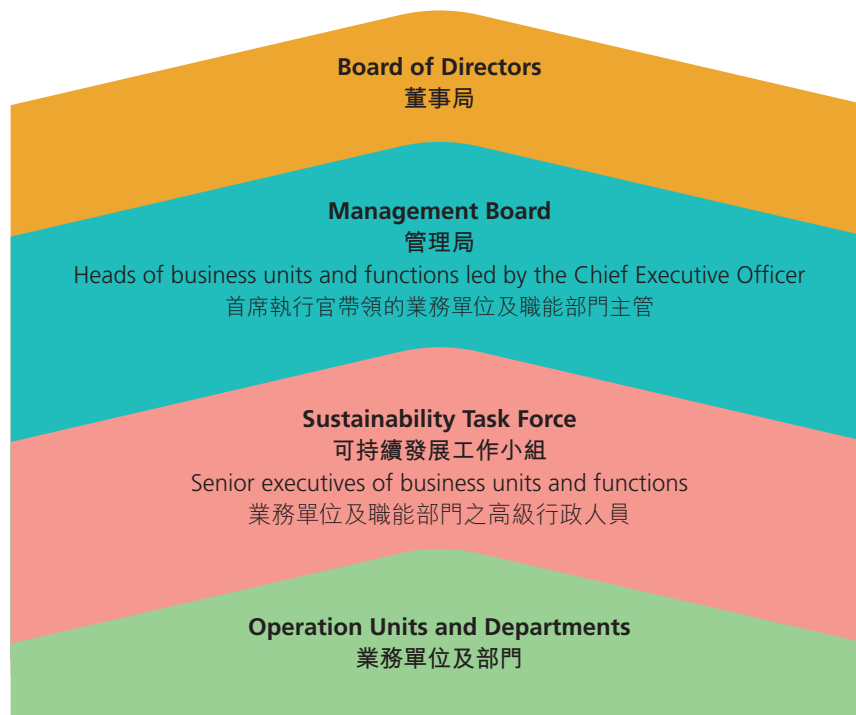 Board of Directors
董事局
Management Board
管理局
Heads of business units and functions led by the Chief Executive Officer
首席執行官帶領的業務單位及職能部門主管
Sustainability Task Force
可持續發展工作小組
Senior executives of business units and functions
業務單位及職能部門之高級行政人員
Operation Units and Departments
業務單位及部門